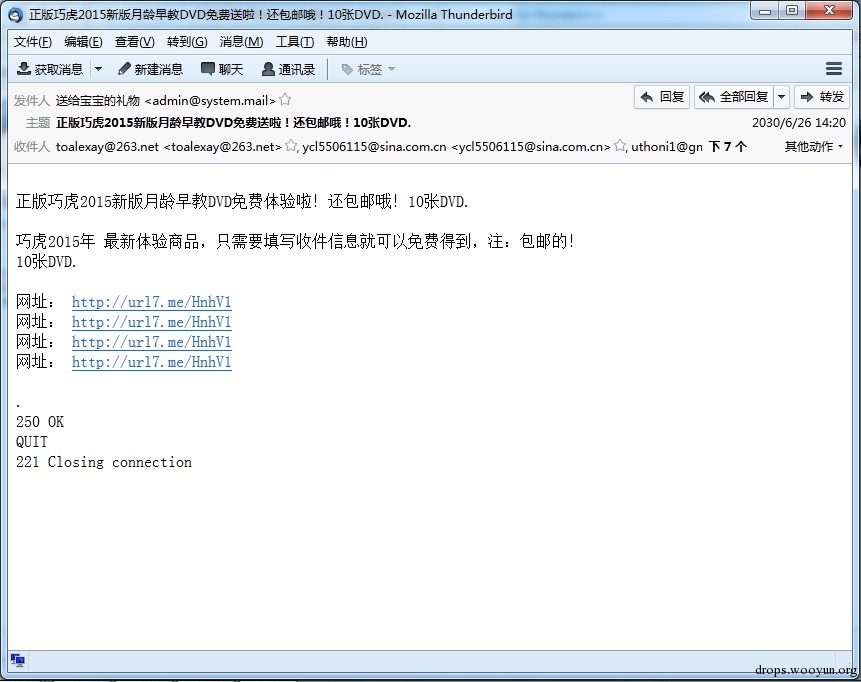 正版巧虎2015新版月龄早教DVD免费送啦！还包邮哦！10张DVD. - Mozilla Thunderbird
文件(F) 编辑(E) 查看(V) 转到(G) 消息(M) 工具(T) 帮助(H)
获取消息 新建消息 聊天 通讯录 标签
发件人 送给宝宝的礼物 <admin@system.mail> 回复 全部回复 转发
主题 正版巧虎2015新版月龄早教DVD免费送啦！还包邮哦！10张DVD. 2030/6/26 14:20
收件人 toalexay@263.net <toalexay@263.net>, ycl5506115@sina.com.cn <ycl5506115@sina.com.cn>, uthoni1@gn 下 7 个 其他动作
正版巧虎2015新版月龄早教DVD免费体验啦！还包邮哦！10张DVD.
巧虎2015年 最新体验商品，只需要填写收件信息就可以免费得到，注：包邮的！
10张DVD.
网址： http://url7.me/HnhV1
网址： http://url7.me/HnhV1
网址： http://url7.me/HnhV1
网址： http://url7.me/HnhV1
.
250 OK
QUIT
221 Closing connection
drops.wooyun.org